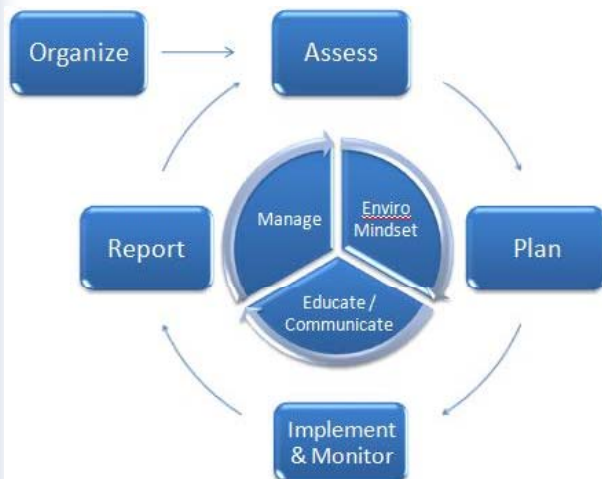 Organize
Assess
Manage
Enviro
Mindset
Report
Plan
Educate /
Communicate
Implement
& Monitor